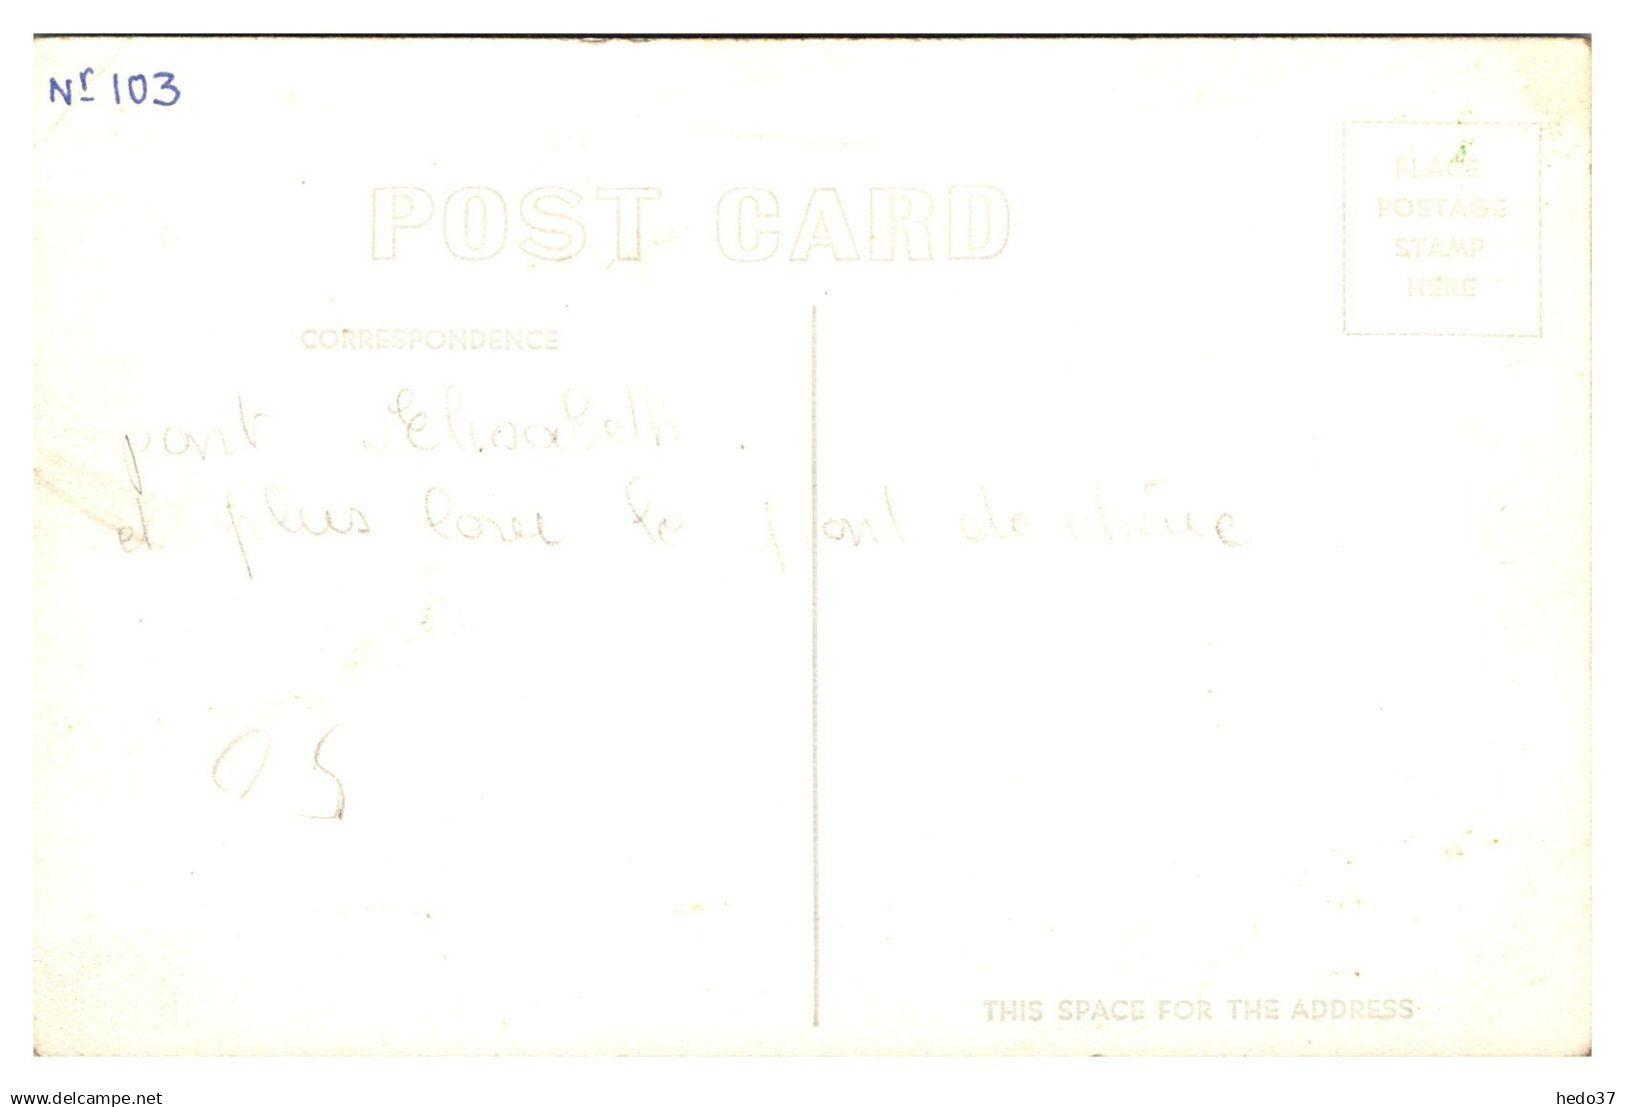 Nr 103
POST CARD
PLACE
POSTAGE
STAMP
HERE
CORRESPONDENCE
pont Elisabeth.
et plus loin le pont de chêne
05
THIS SPACE FOR THE ADDRESS
www.delcampe.net
hedo37